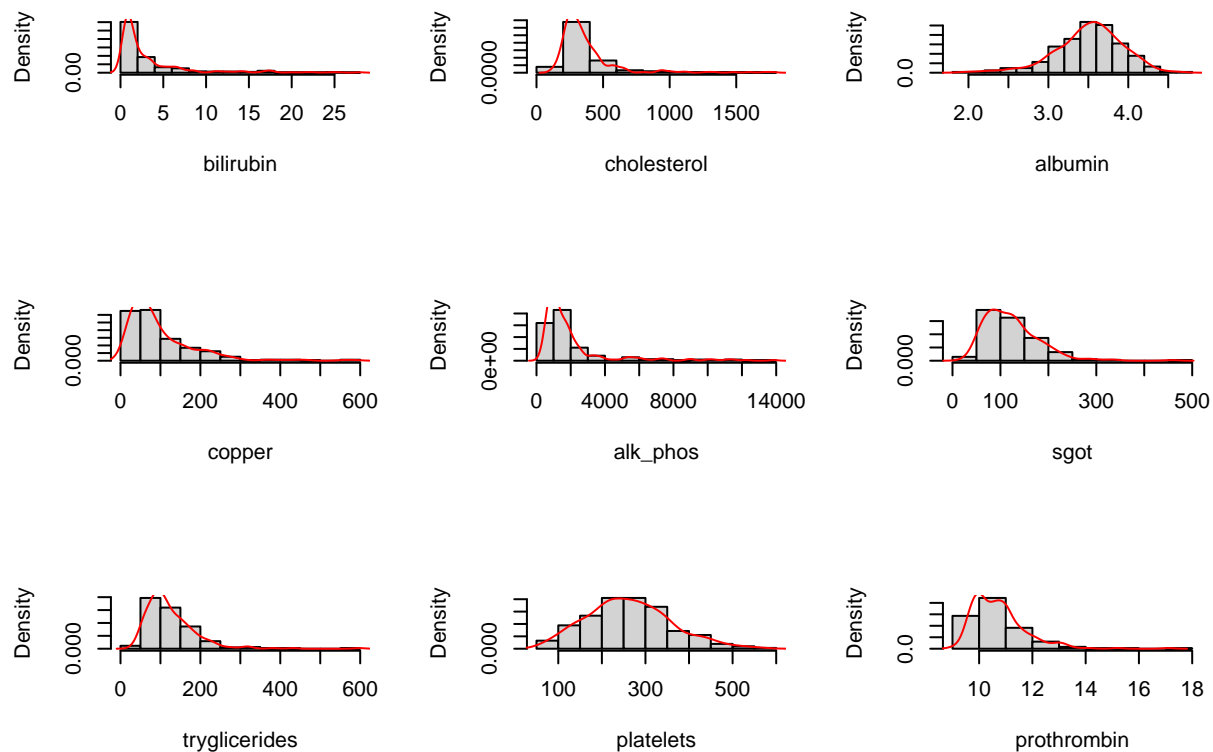 Density
0.00
0 5 10 15 20 25
bilirubin
Density
0.0000
0 500 1000 1500
cholesterol
Density
0.0
2.0 3.0 4.0
albumin
Density
0.000
0 200 400 600
copper
Density
0e+00
0 4000 8000 14000
alk_phos
Density
0.000
0 100 300 500
sgot
Density
0.000
0 200 400 600
tryglicerides
Density
0.000
100 300 500
platelets
Density
0.0
10 12 14 16 18
prothrombin